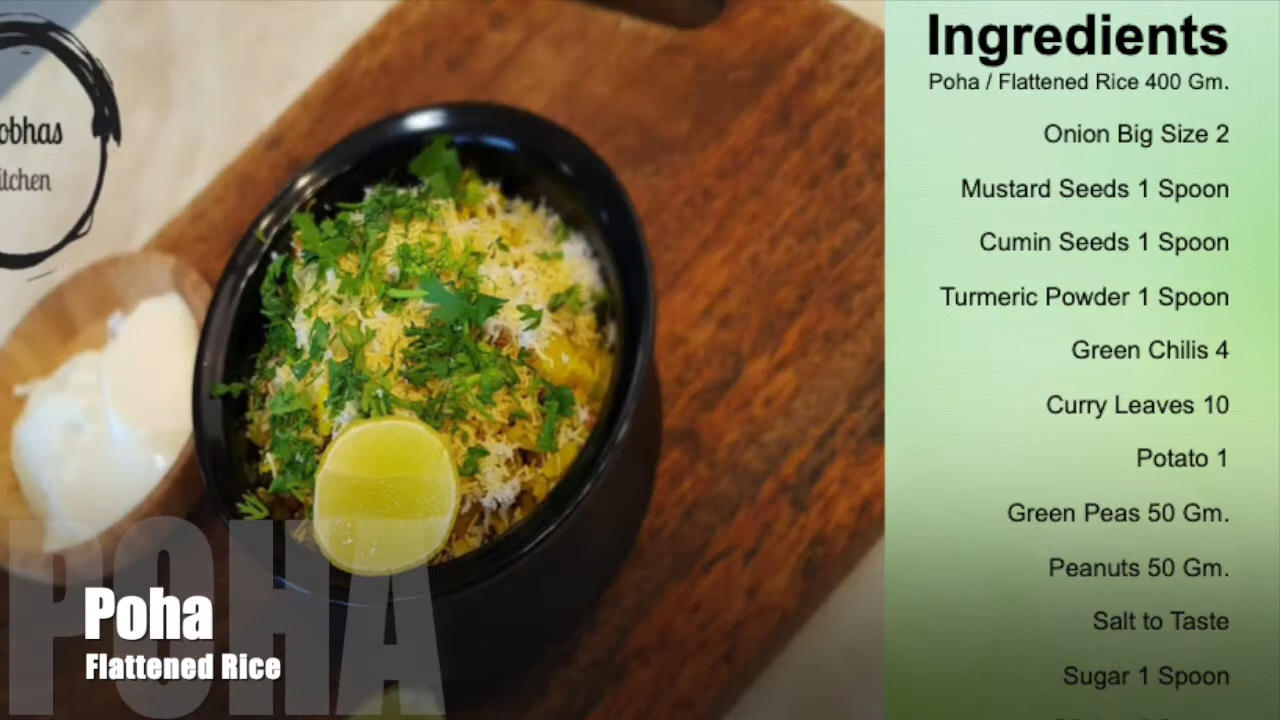 obhas
itchen
POHA
Poha
Flattened Rice
Ingredients
Poha / Flattened Rice 400 Gm.
Onion Big Size 2
Mustard Seeds 1 Spoon
Cumin Seeds 1 Spoon
Turmeric Powder 1 Spoon
Green Chilis 4
Curry Leaves 10
Potato 1
Green Peas 50 Gm.
Peanuts 50 Gm.
Salt to Taste
Sugar 1 Spoon